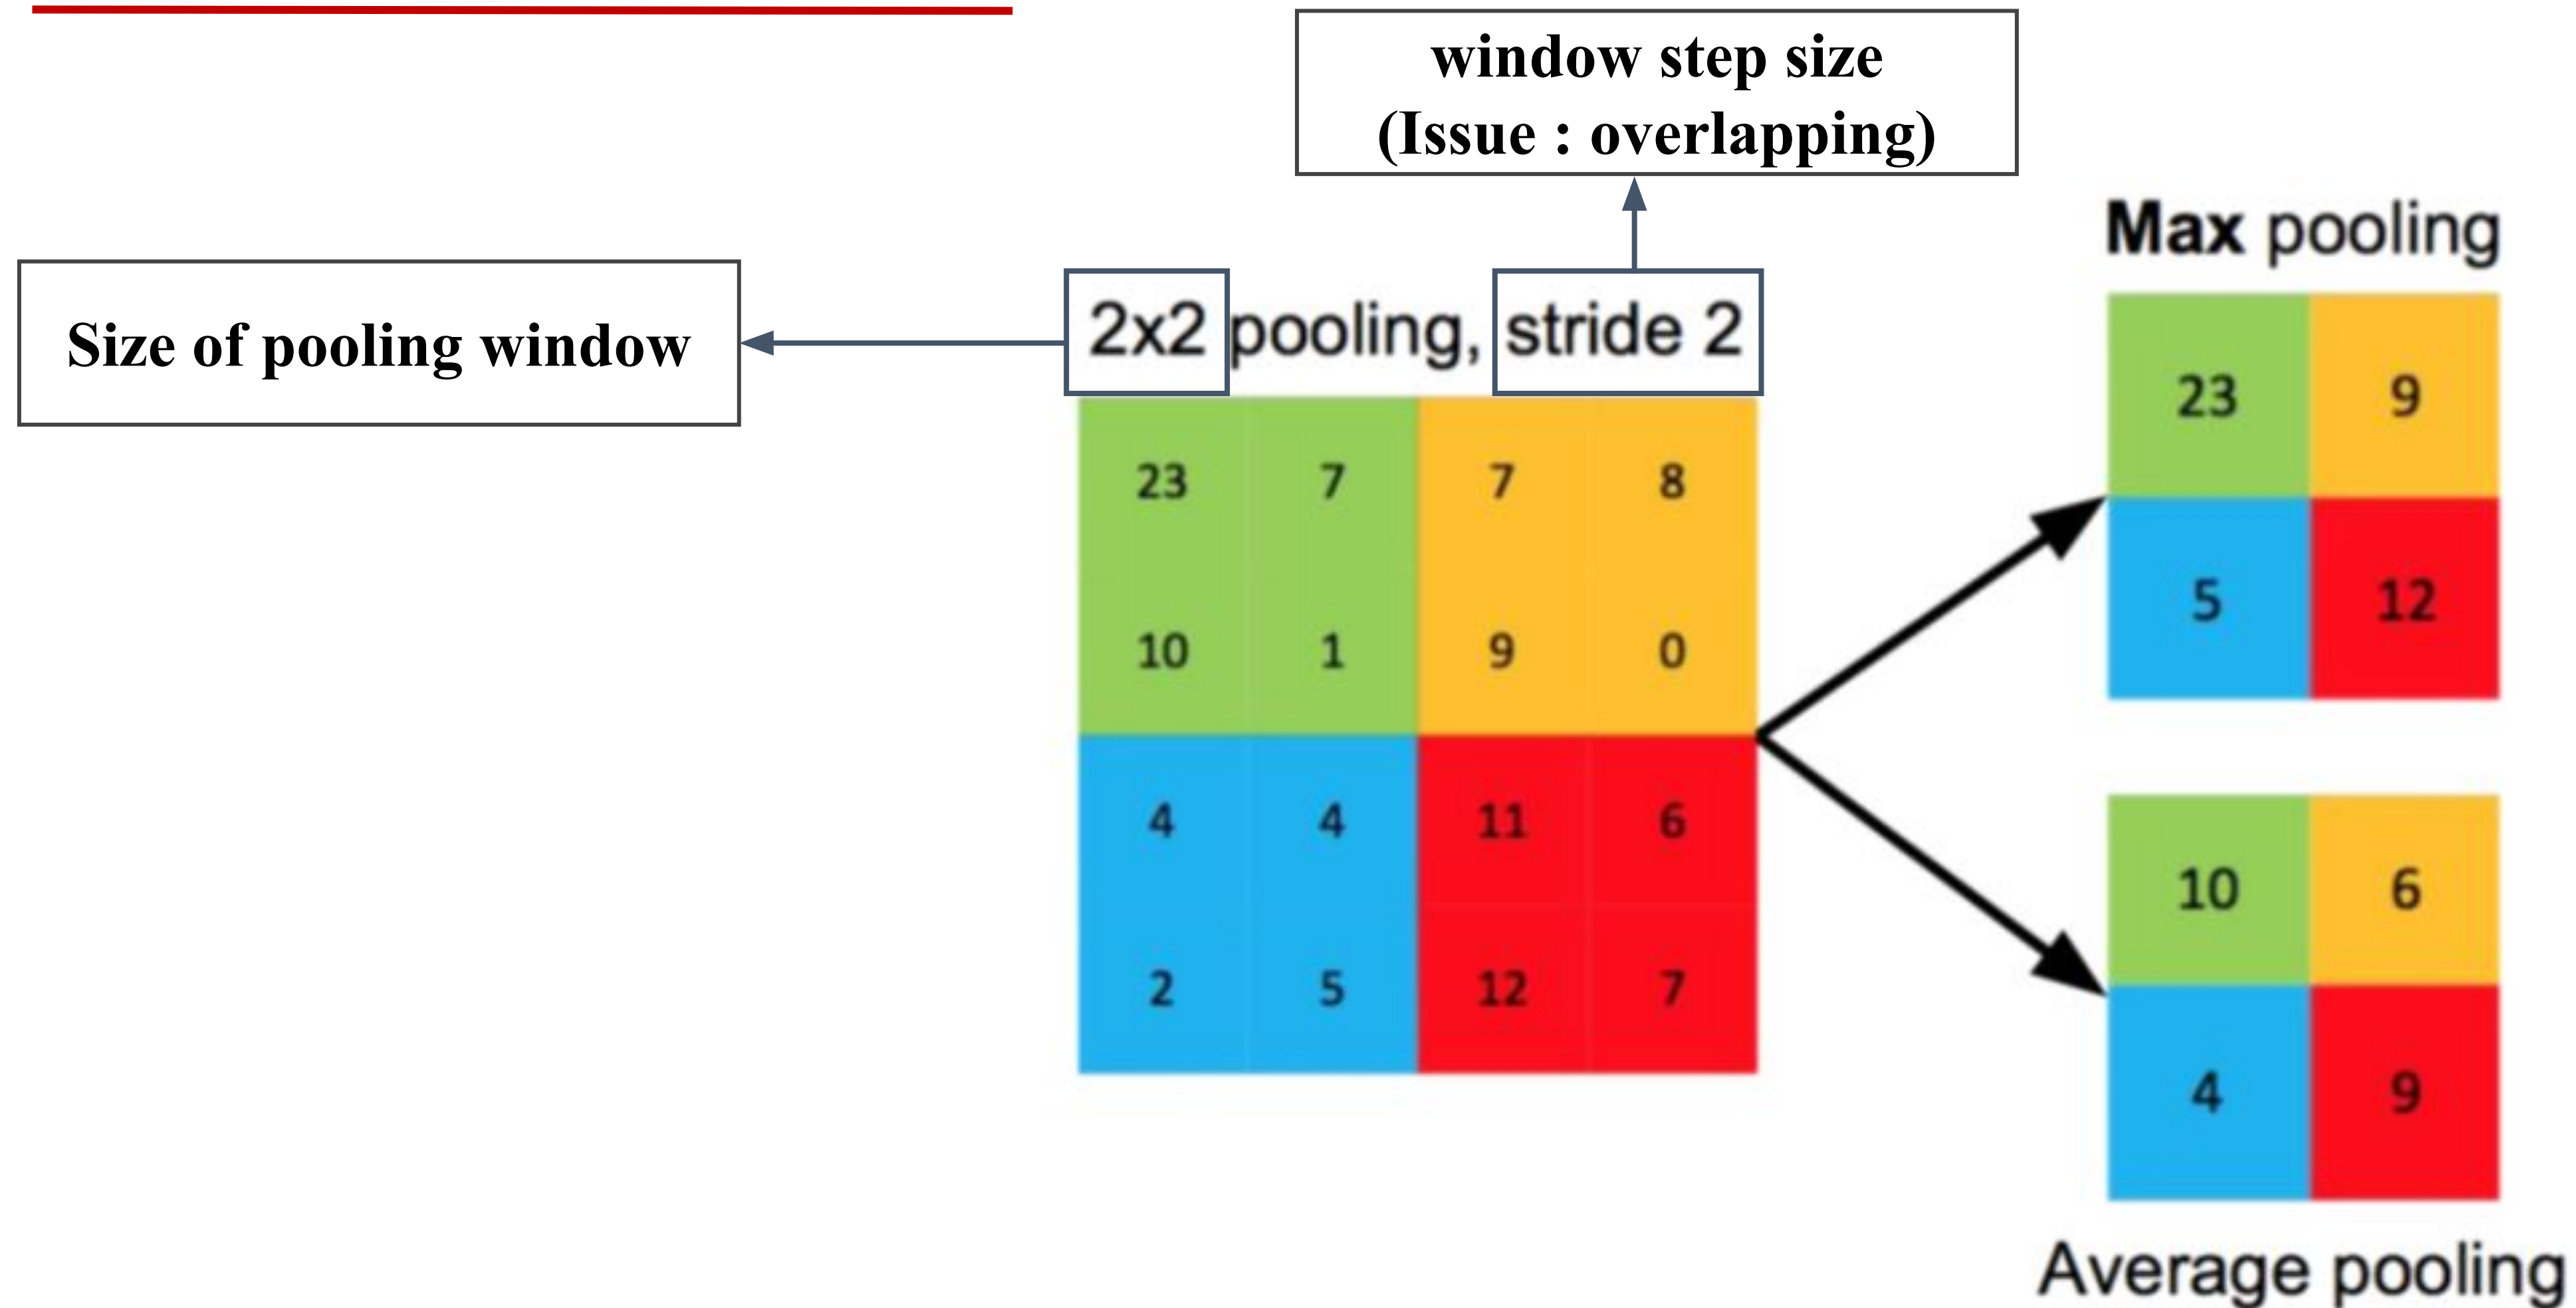 window step size
(Issue : overlapping)
Size of pooling window
2x2 pooling, stride 2
23 7 7 8
10 1 9 0
4 4 11 6
2 5 12 7
Max pooling
23 9
5 12
10 6
4 9
Average pooling